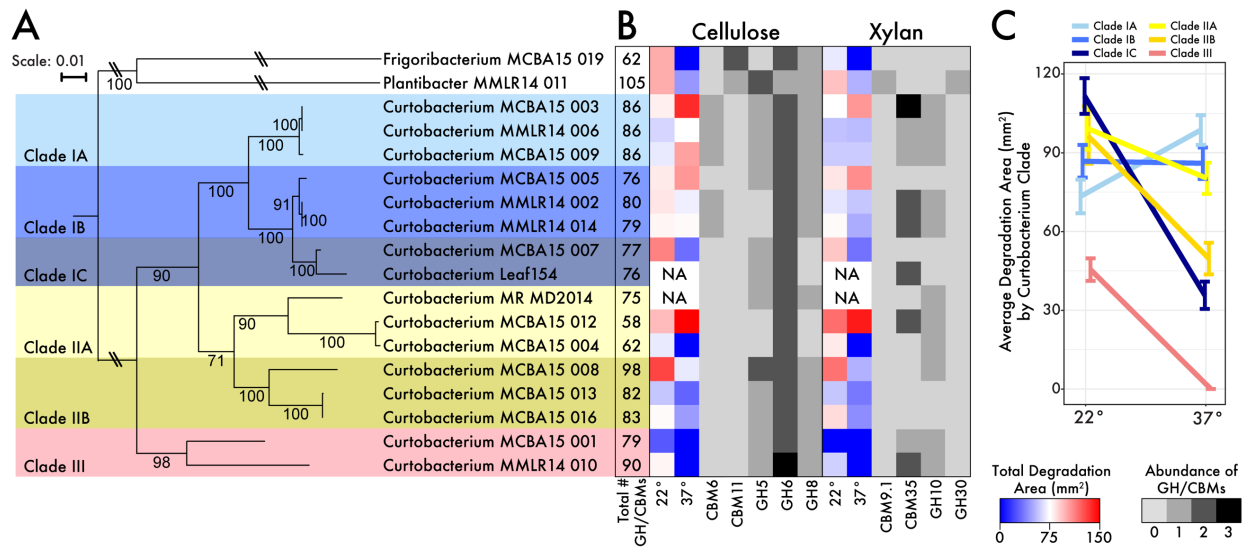 A
B
C
Cellulose
Xylan
Scale: 0.01
Clade IA
Clade IIA
Clade IB
Clade IIB
Clade IC
Clade III
Frigoribacterium MCBA15 019 62
Plantibacter MMLR14 011 105
Curtobacterium MCBA15 003 86
Curtobacterium MMLR14 006 86
Curtobacterium MCBA15 009 86
Curtobacterium MCBA15 005 76
Curtobacterium MMLR14 002 80
Curtobacterium MMLR14 014 79
Curtobacterium MCBA15 007 77
Curtobacterium Leaf154 76
Curtobacterium MR MD2014 75
Curtobacterium MCBA15 012 58
Curtobacterium MCBA15 004 62
Curtobacterium MCBA15 008 98
Curtobacterium MCBA15 013 82
Curtobacterium MCBA15 016 83
Curtobacterium MCBA15 001 79
Curtobacterium MMLR14 010 90
Clade IA
Clade IB
Clade IC
Clade IIA
Clade IIB
Clade III
100
100
100
100
91
100
100
100
90
90
100
71
100
100
98
NA NA
NA NA
Total #
GH/CBMs
22°
37°
CBM6
CBM11
GH5
GH6
GH8
22°
37°
CBM9.1
CBM35
GH10
GH30
Average Degradation Area (mm²)
by Curtobacterium Clade
120
90
60
30
0
22° 37°
Total Degradation
Area (mm²)
0 75 150
Abundance of
GH/CBMs
0 1 2 3